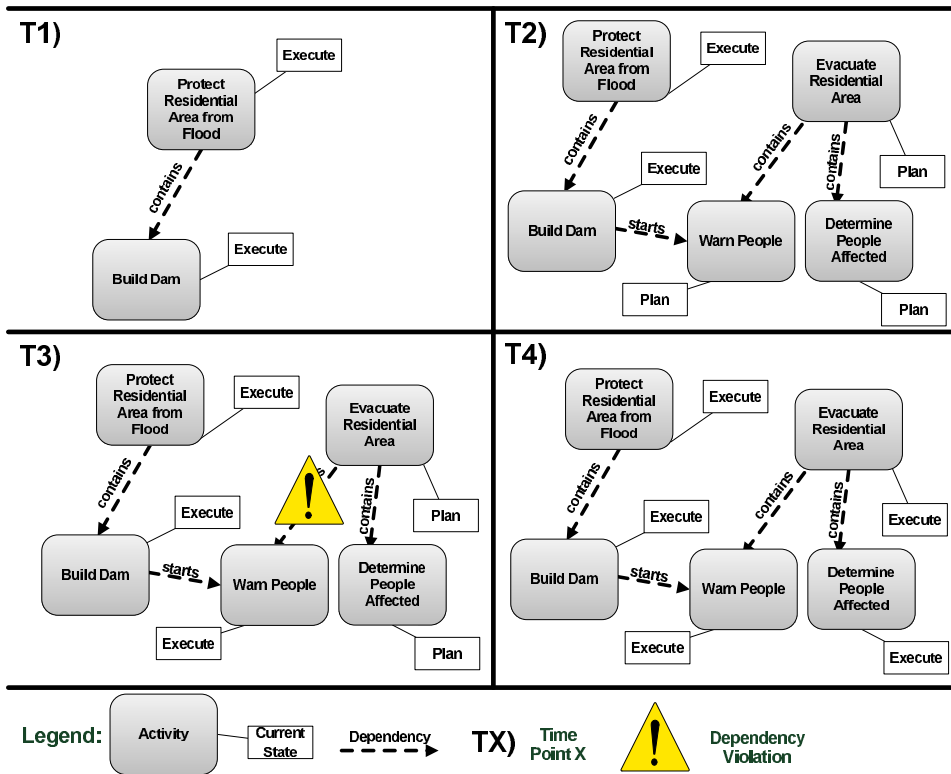 T1)
Execute
Protect
Residential
Area from
Flood
contains
Execute
Build Dam
T2)
Protect
Residential
Area from
Flood
Execute
Evacuate
Residential
Area
contains
contains
contains
Plan
Execute
Build Dam
starts
Warn People
Determine
People
Affected
Plan
Plan
T3)
Protect
Residential
Area from
Flood
Execute
Evacuate
Residential
Area
contains
contains
Plan
Execute
Build Dam
starts
Warn People
Determine
People
Affected
Execute
Plan
T4)
Protect
Residential
Area from
Flood
Execute
Evacuate
Residential
Area
contains
contains
contains
Execute
Execute
Build Dam
starts
Warn People
Determine
People
Affected
Execute
Execute
Legend:
Activity
Current
State
Dependency
TX)
Time
Point X
Dependency
Violation